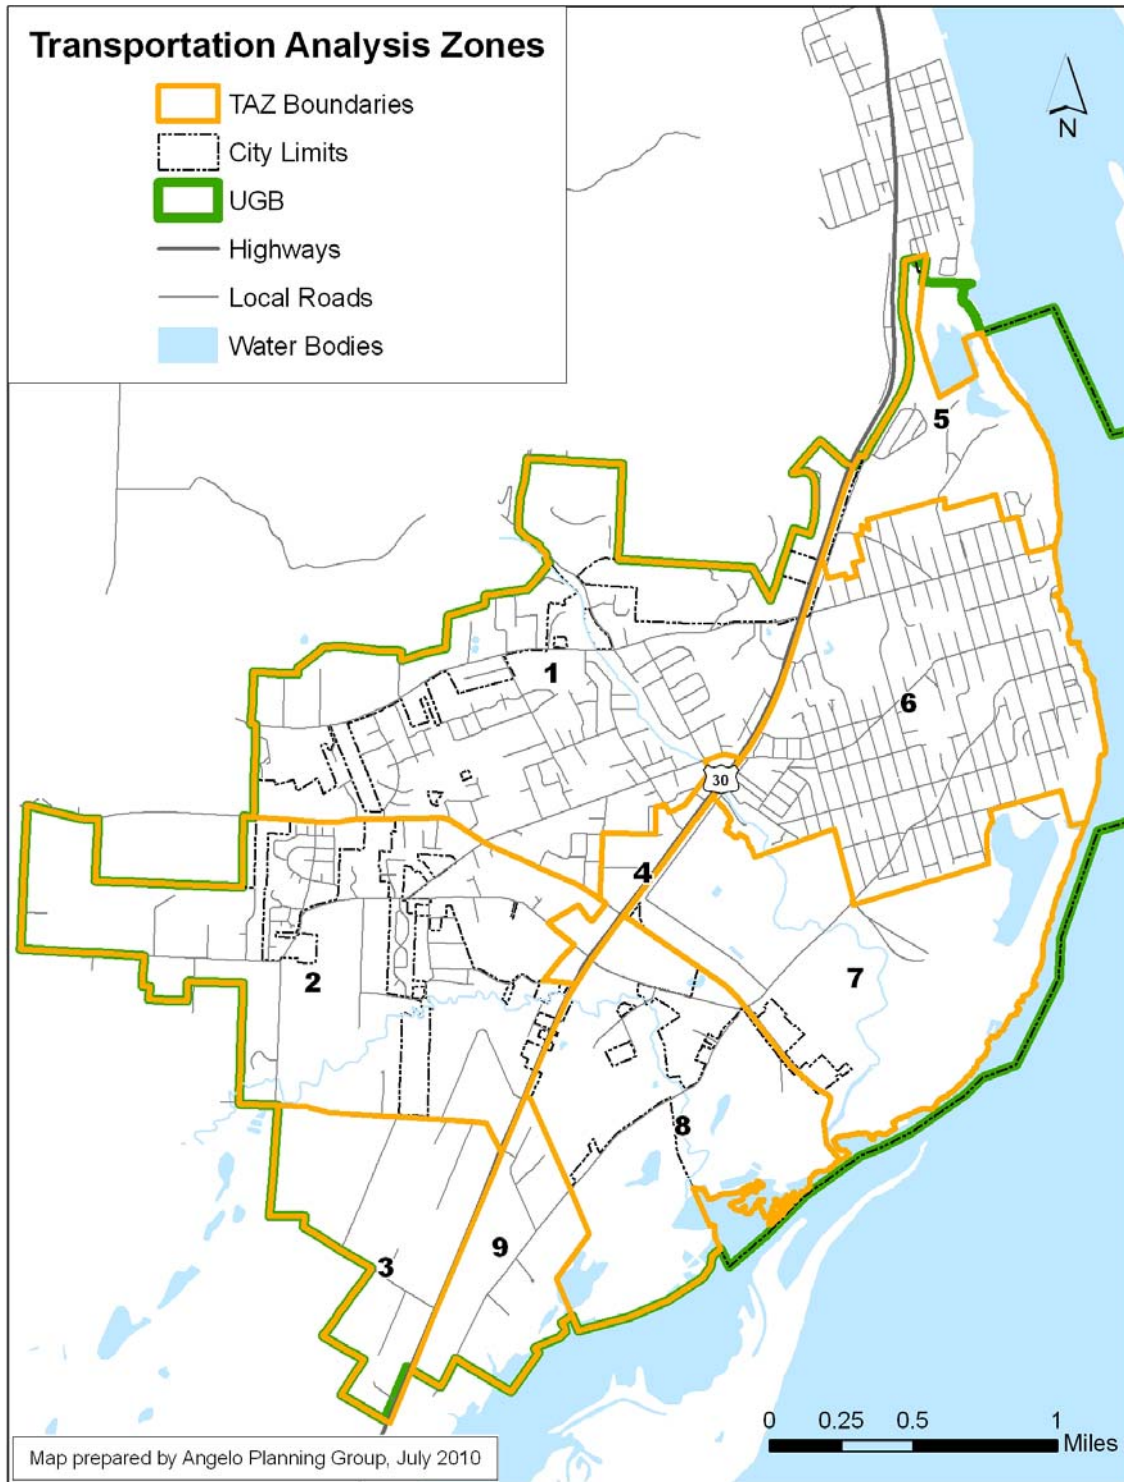 Transportation Analysis Zones
TAZ Boundaries
City Limits
UGB
Highways
Local Roads
Water Bodies
N
5
1
6
30
4
2
7
8
9
3
0 0.25 0.5 1
Miles
Map prepared by Angelo Planning Group, July 2010